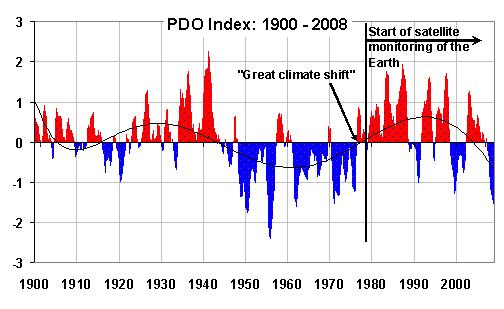 PDO Index: 1900 - 2008
Start of satellite
monitoring of the
Earth
"Great climate shift"
3
2
1
0
-1
-2
-3
1900 1910 1920 1930 1940 1950 1960 1970 1980 1990 2000